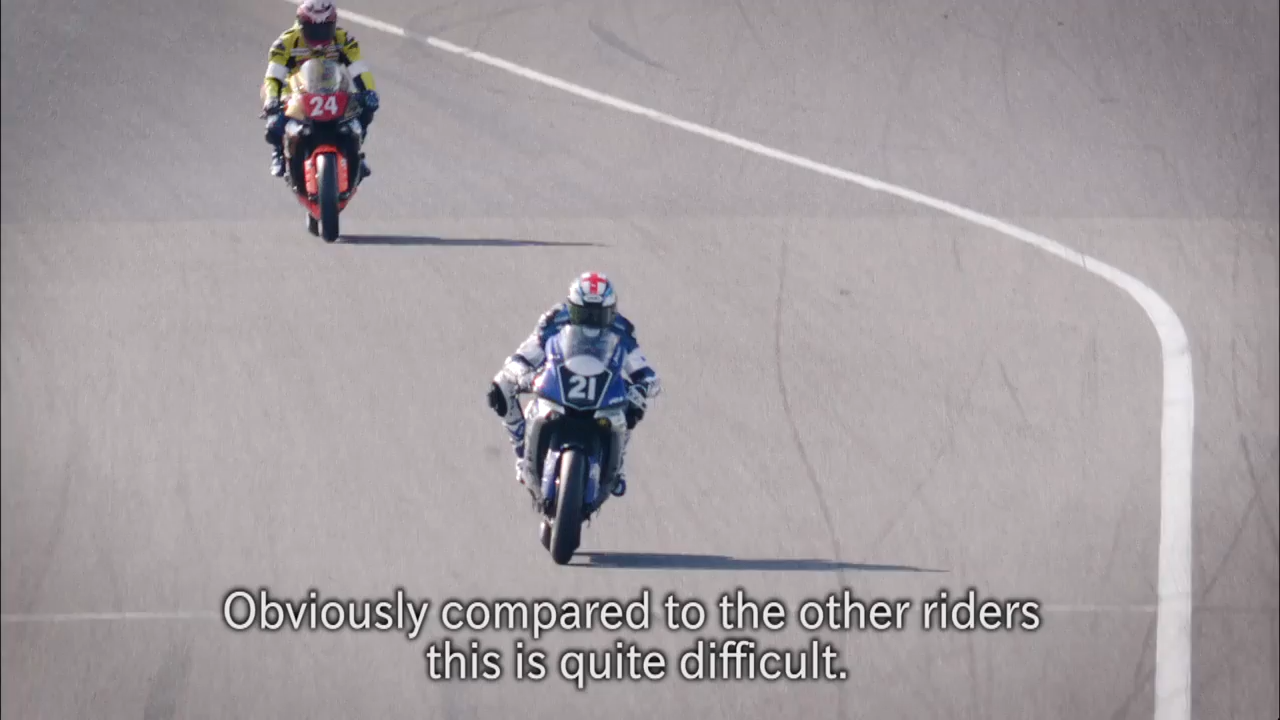 24
21
Obviously compared to the other riders
this is quite difficult.